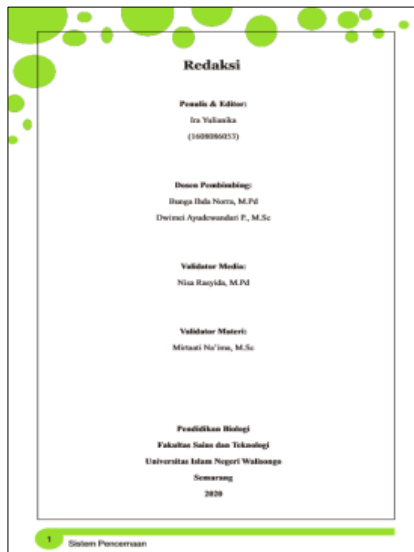 Redaksi
Penulis & Editor:
Ira Yulianika
(1608086053)
Dosen Pembimbing:
Bunga Ihda Norra, M.Pd
Dwimei Ayudewandari P., M.Sc
Validator Media:
Nisa Rasyida, M.Pd
Validator Materi:
Mirtaati Na'ima, M.Sc
Pendidikan Biologi
Fakultas Sains dan Teknologi
Universitas Islam Negeri Walisongo
Semarang
2020
1
Sistem Pencernaan